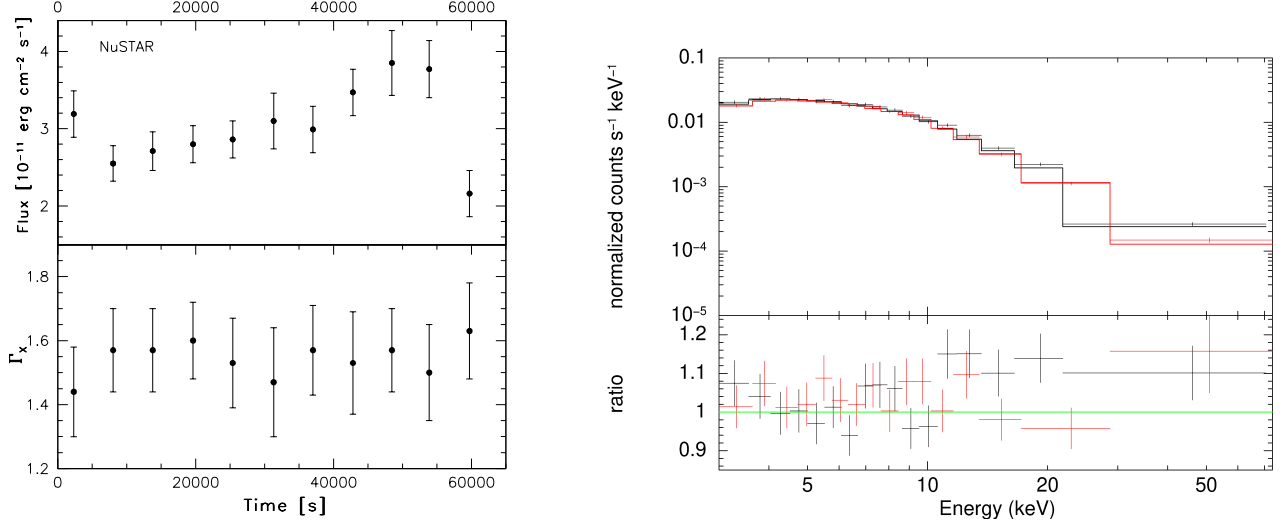 0 20000 40000 60000
NuSTAR
Flux [10⁻¹¹ erg cm⁻² s⁻¹]
4
3
2
Γₓ
1.8
1.6
1.4
1.2
0 20000 40000 60000
Time [s]
normalized counts s⁻¹ keV⁻¹
0.1
0.01
10⁻³
10⁻⁴
10⁻⁵
ratio
1.2
1.1
1
0.9
5 10 20 50
Energy (keV)